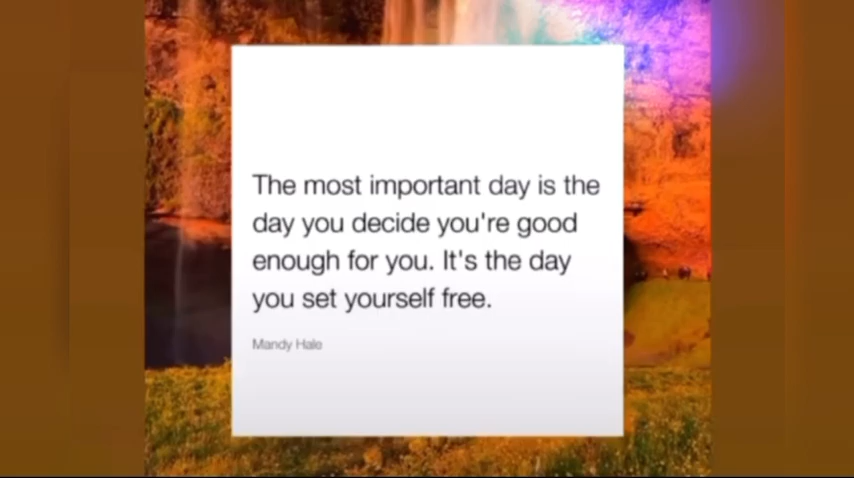 The most important day is the
day you decide you're good
enough for you. It's the day
you set yourself free.
Mandy Hale